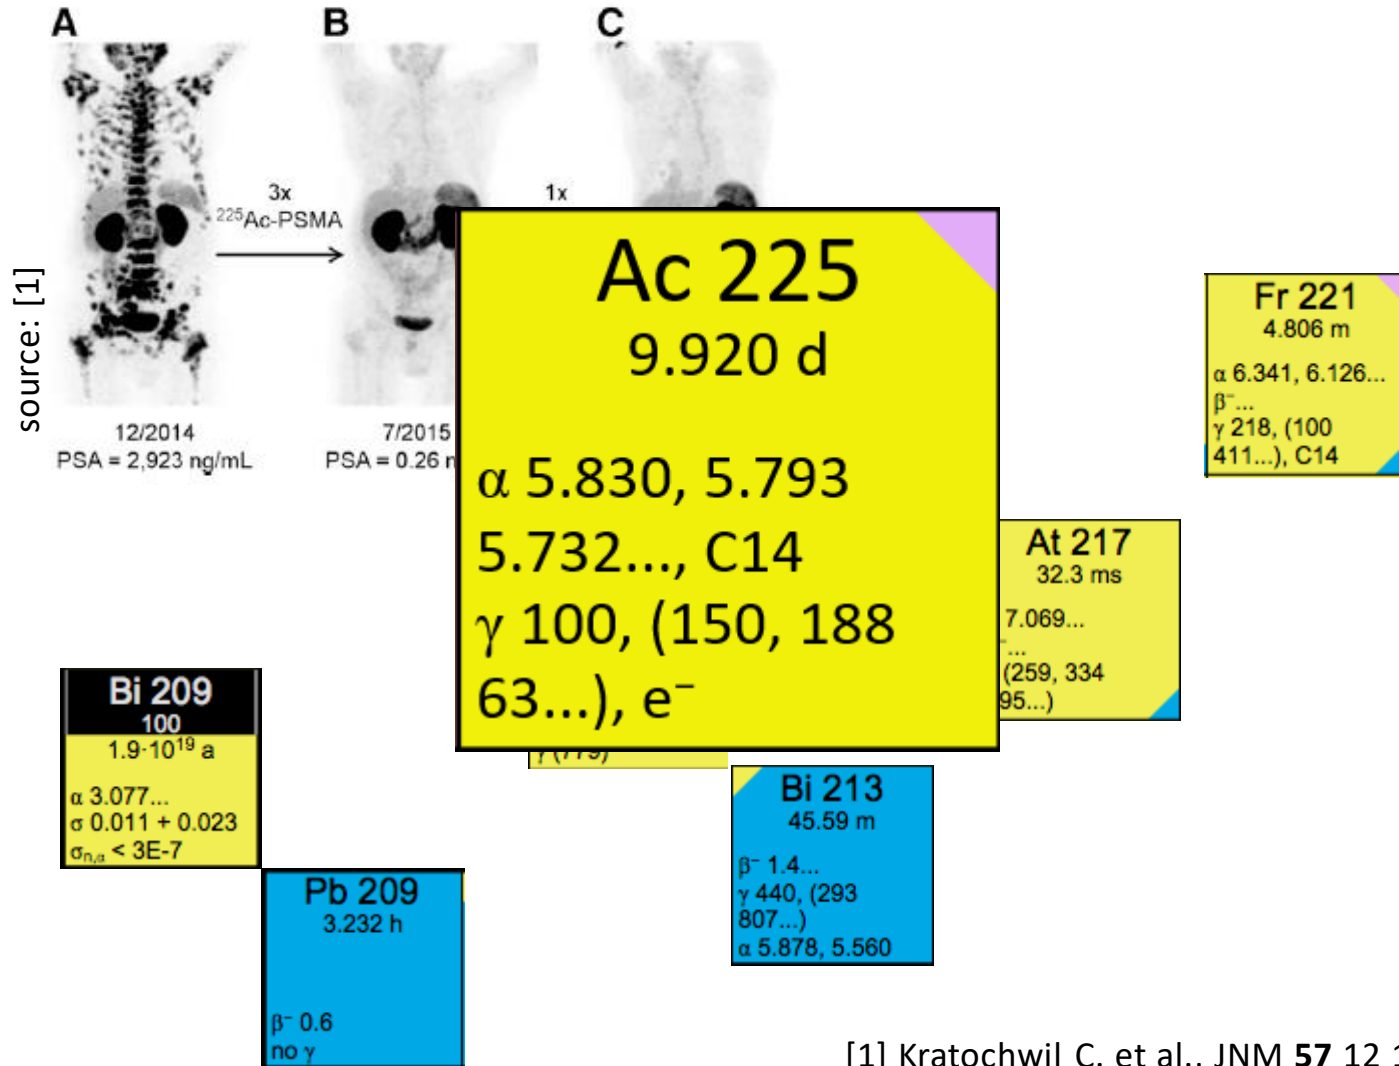 A
B
C
3x
225Ac-PSMA
1x
source: [1]
12/2014
PSA = 2,923 ng/mL
7/2015
PSA = 0.26
Ac 225
9.920 d
α 5.830, 5.793
5.732..., C14
γ 100, (150, 188
63...), e⁻
Fr 221
4.806 m
α 6.341, 6.126...
β⁻...
γ 218, (100
411...), C14
At 217
32.3 ms
7.069...
(259, 334
95...)
Bi 209
100
1.9·10¹⁹ a
α 3.077...
σ 0.011 + 0.023
σn,α < 3E-7
γ (779)
Bi 213
45.59 m
β⁻ 1.4...
γ 440, (293
807...)
α 5.878, 5.560
Pb 209
3.232 h
β⁻ 0.6
no γ
[1] Kratochwil C. et al., JNM 57 12 1